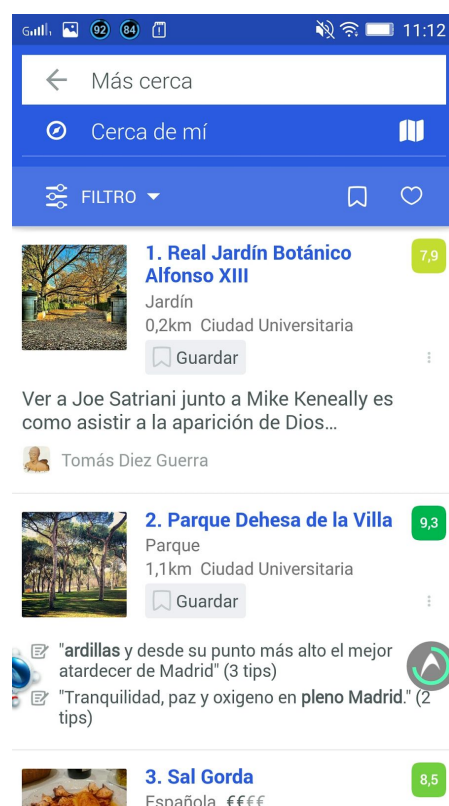 92
84
11:12
Más cerca
Cerca de mí
FILTRO
1. Real Jardín Botánico
Alfonso XIII
7,9
Jardín
0,2km Ciudad Universitaria
Guardar
Ver a Joe Satriani junto a Mike Keneally es
como asistir a la aparición de Dios...
Tomás Diez Guerra
2. Parque Dehesa de la Villa
9,3
Parque
1,1km Ciudad Universitaria
Guardar
"ardillas y desde su punto más alto el mejor
atardecer de Madrid" (3 tips)
"Tranquilidad, paz y oxigeno en pleno Madrid." (2
tips)
3. Sal Gorda
8,5
Española €€€€